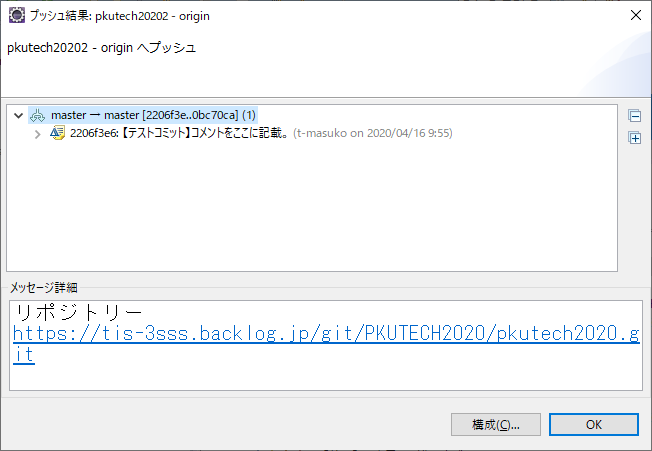 プッシュ結果: pkutech20202 - origin
pkutech20202 - origin へプッシュ
master → master [2206f3e..0bc70ca] (1)
2206f3e6: 【テストコミット】コメントをここに記載。 (t-masuko on 2020/04/16 9:55)
メッセージ詳細
リポジトリー
https://tis-3sss.backlog.jp/git/PKUTECH2020/pkutech2020.g
it
構成(C)...
OK